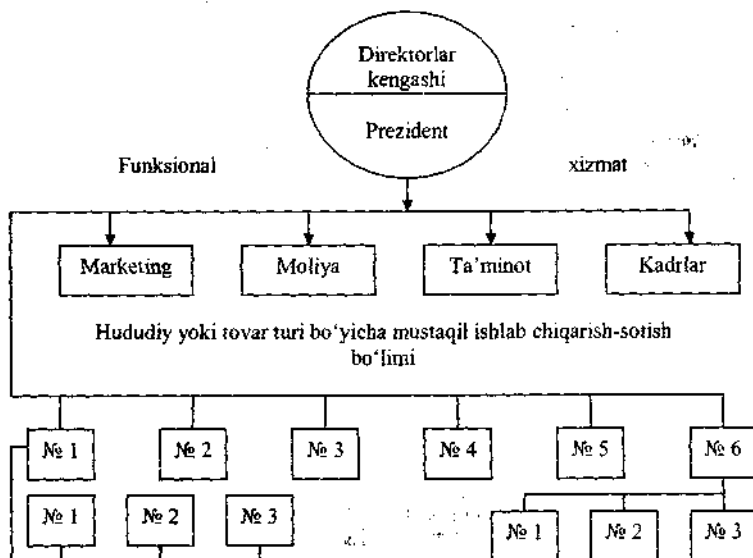 Direktorlar
kengashi
Prezident
Funksional xizmat
Marketing Moliya Ta’minot Kadrlar
Hududiy yoki tovar turi bo‘yicha mustaqil ishlab chiqarish-sotish
bo‘limi
№ 1 № 2 № 3 № 4 № 5 № 6
№ 1 № 2 № 3
№ 1 № 2 № 3